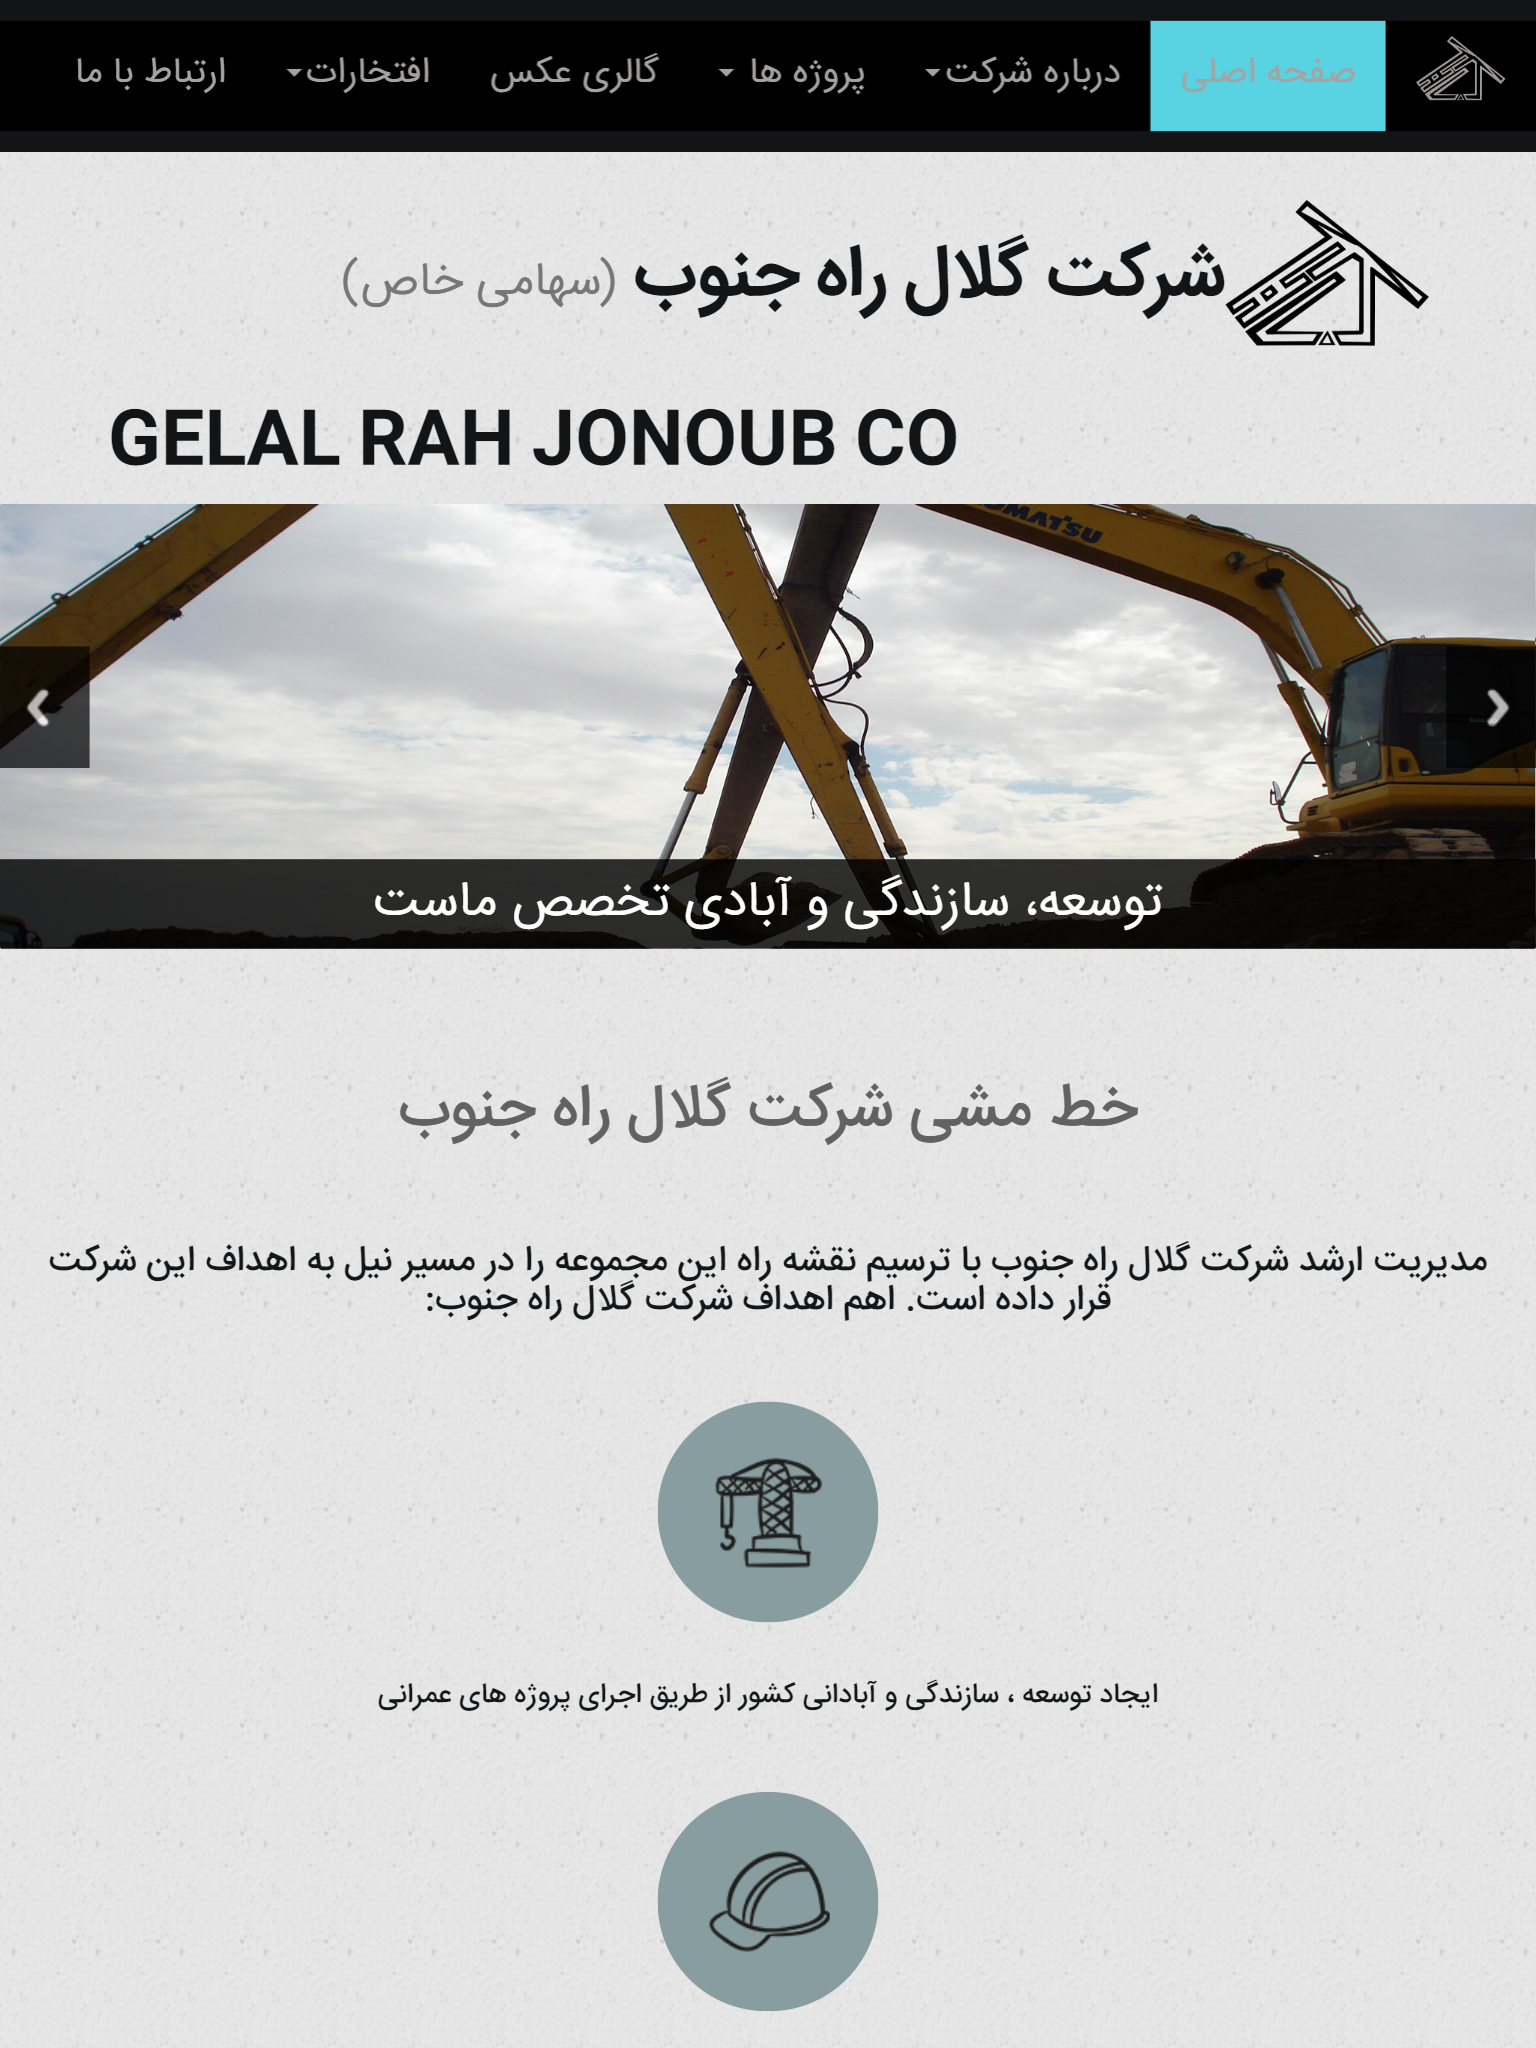 صفحه اصلی
درباره شرکت
پروژه ها
گالری عکس
افتخارات
ارتباط با ما
شرکت گلال راه جنوب (سهامی خاص)
GELAL RAH JONOUB CO
KOMATSU
توسعه، سازندگی و آبادی تخصص ماست
خط مشی شرکت گلال راه جنوب
مدیریت ارشد شرکت گلال راه جنوب با ترسیم نقشه راه این مجموعه را در مسیر نیل به اهداف این شرکت
قرار داده است. اهم اهداف شرکت گلال راه جنوب:
ایجاد توسعه ، سازندگی و آبادانی کشور از طریق اجرای پروژه های عمرانی